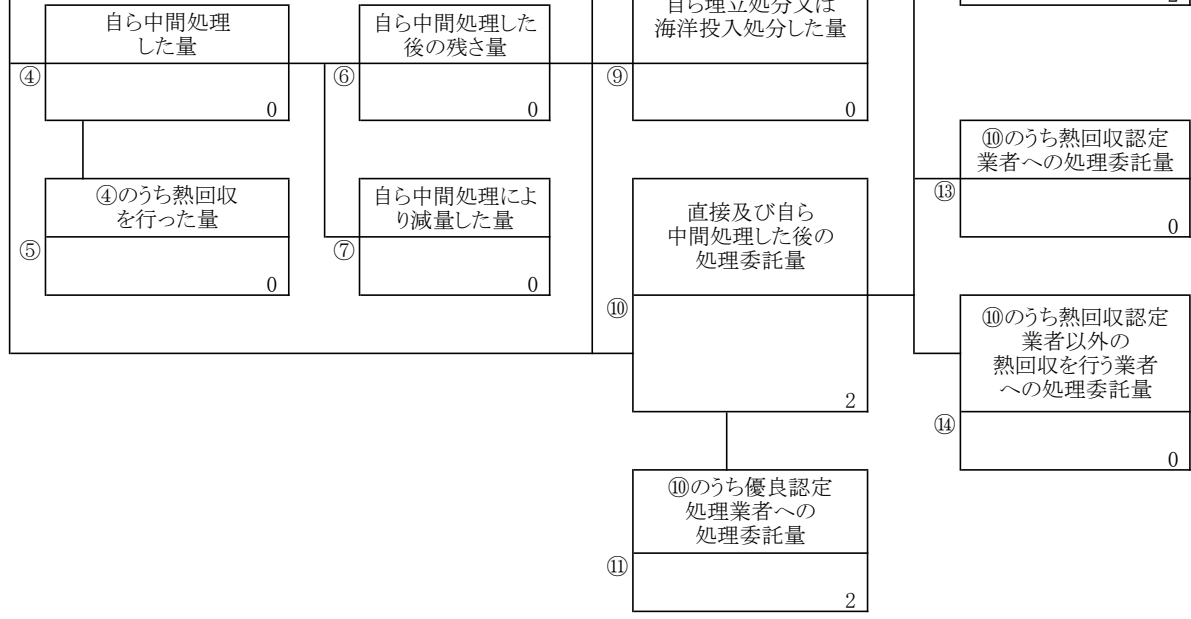 自ら中間処理
した量
④
0
自ら中間処理した
後の残さ量
⑥
0
自ら埋立処分又は
海洋投入処分した量
⑨
0
④のうち熱回収
を行った量
⑤
0
自ら中間処理によ
り減量した量
⑦
0
直接及び自ら
中間処理した後の
処理委託量
⑩
2
⑩のうち熱回収認定
業者への処理委託量
⑬
0
⑩のうち熱回収認定
業者以外の
熱回収を行う業者
への処理委託量
⑭
0
⑩のうち優良認定
処理業者への
処理委託量
⑪
2